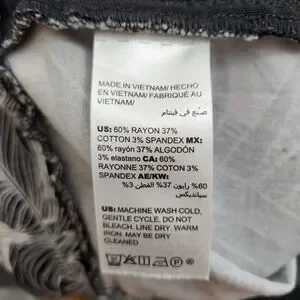 MADE IN VIETNAM/ HECHO
EN VIETNAM/ FABRIQUÉ AU
VIETNAM/
صنع في فيتنام
US: 60% RAYON 37%
COTTON 3% SPANDEX MX:
60% rayón 37% ALGODÓN
3% elastano CA: 60%
RAYONNE 37% COTON 3%
SPANDEX AE/KW:
60% رايون 37% القطن 3%
سبانديكس
US: MACHINE WASH COLD,
GENTLE CYCLE, DO NOT
BLEACH. LINE DRY, WARM
IRON. MAY BE DRY
CLEANED